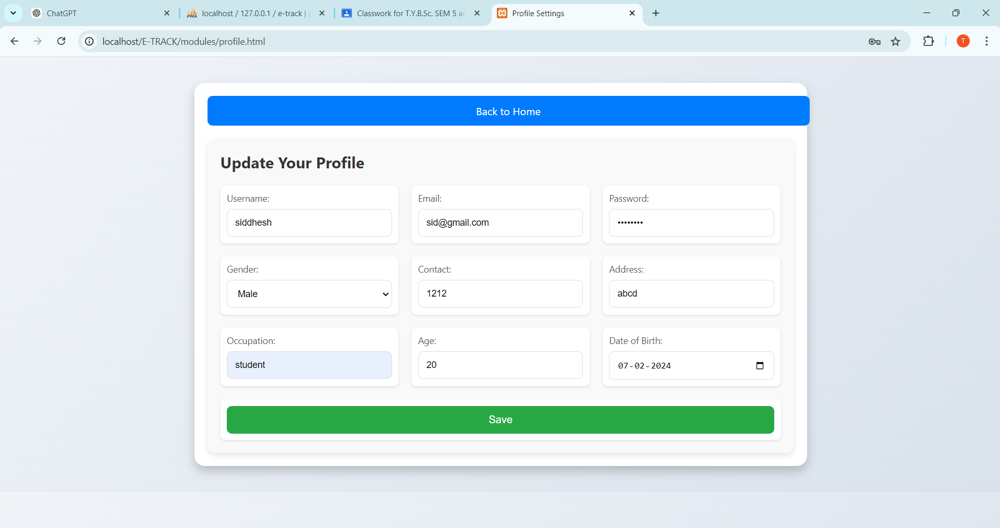 ChatGPT
localhost / 127.0.0.1 / e-track |
Classwork for T.Y.B.Sc. SEM 5
Profile Settings
localhost/E-TRACK/modules/profile.html
T
Back to Home
Update Your Profile
Username:
Email:
Password:
siddhesh
sid@gmail.com
••••••••
Gender:
Contact:
Address:
Male
1212
abcd
Occupation:
Age:
Date of Birth:
student
20
07-02-2024
Save